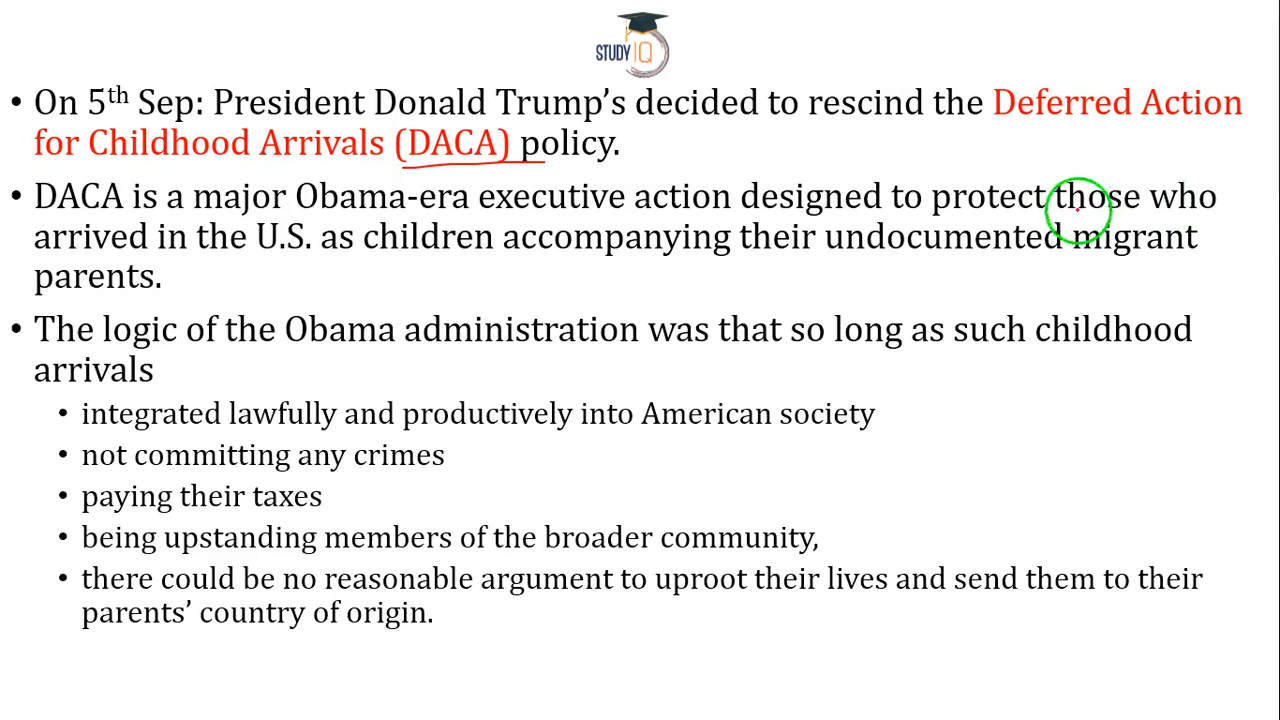 STUDY IQ
• On 5th Sep: President Donald Trump’s decided to rescind the Deferred Action
for Childhood Arrivals (DACA) policy.
• DACA is a major Obama-era executive action designed to protect those who
arrived in the U.S. as children accompanying their undocumented migrant
parents.
• The logic of the Obama administration was that so long as such childhood
arrivals
• integrated lawfully and productively into American society
• not committing any crimes
• paying their taxes
• being upstanding members of the broader community,
• there could be no reasonable argument to uproot their lives and send them to their
parents’ country of origin.